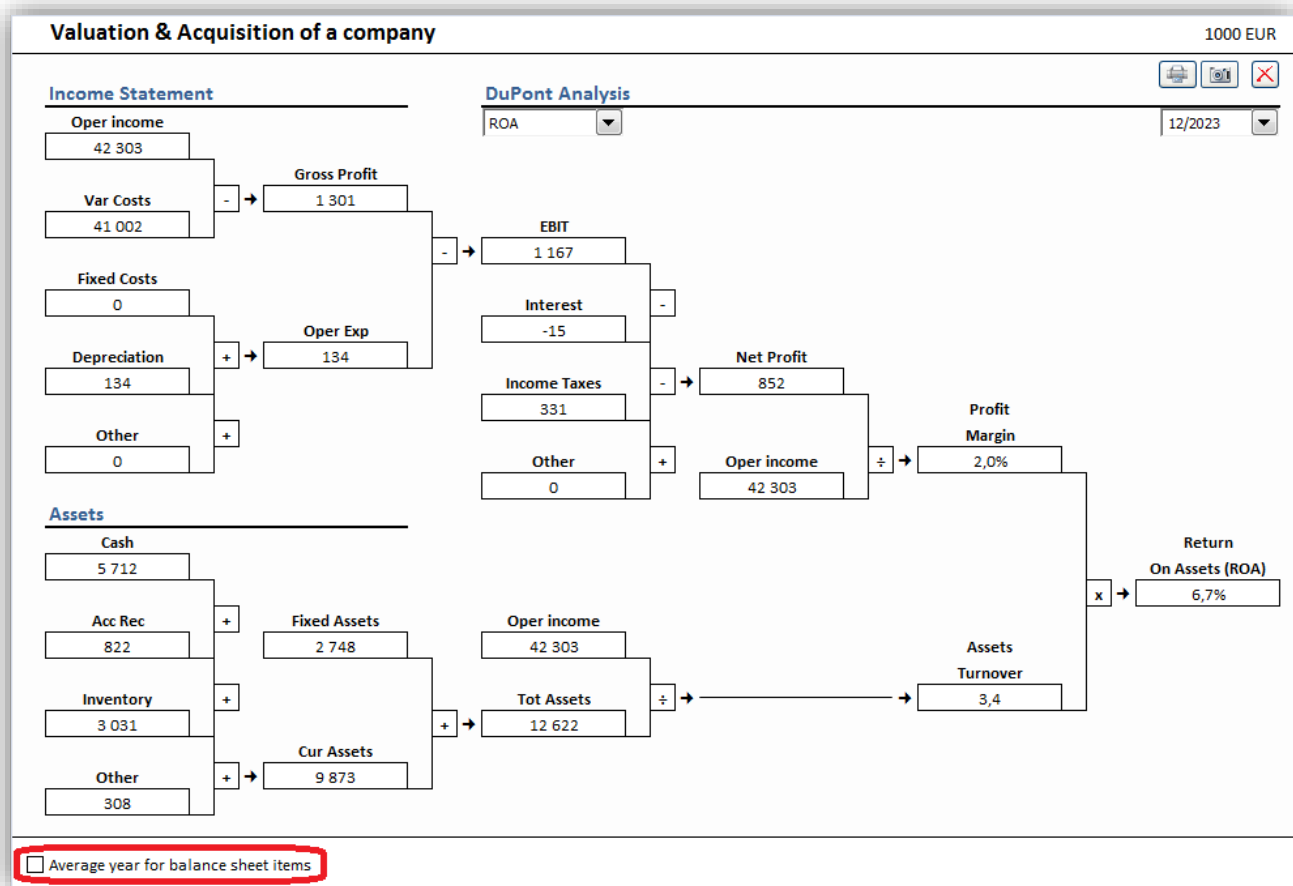 Valuation & Acquisition of a company
1000 EUR
Income Statement
DuPont Analysis
ROA
12/2023
Oper income
42 303
Gross Profit
- 1 301
Var Costs
41 002
EBIT
- 1 167
Fixed Costs
0
Interest -
-15
Oper Exp
+ 134
Depreciation
134
Net Profit
- 852
Income Taxes
331
Profit
Margin
÷ 2,0%
Other +
0
Other +
0
Oper income
42 303
Assets
Cash
5 712
Return
On Assets (ROA)
x 6,7%
Acc Rec +
822
Fixed Assets
2 748
Oper income
42 303
Assets
Turnover
3,4
Inventory +
3 031
Tot Assets ÷
+ 12 622
Cur Assets
+ 9 873
Other
308
Average year for balance sheet items